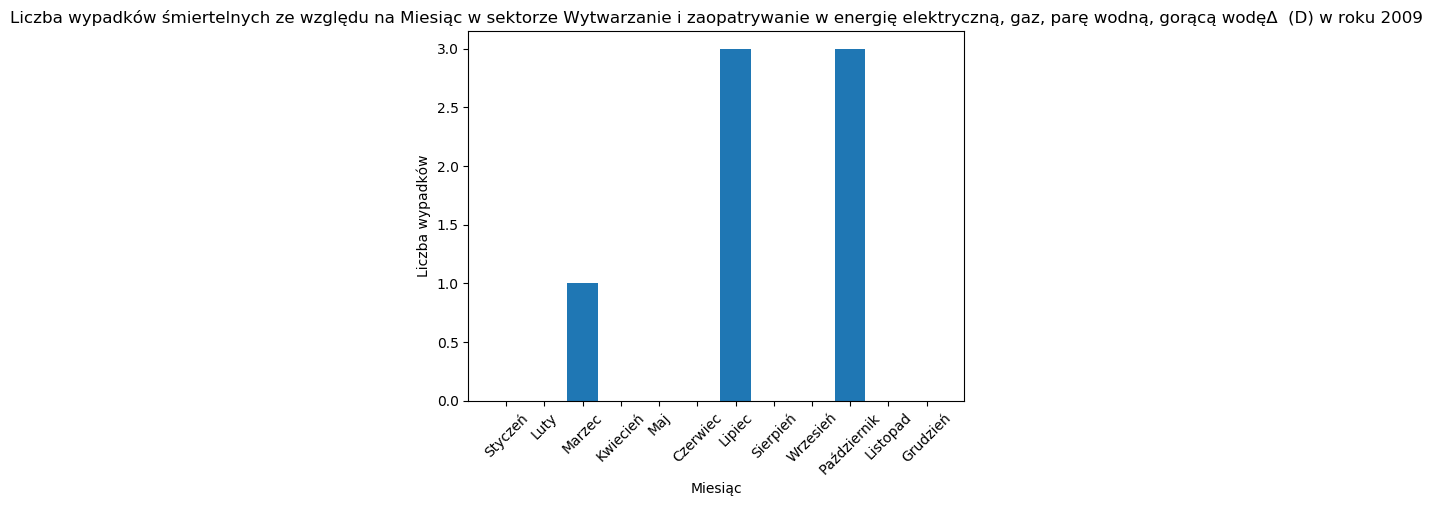 Liczba wypadków śmiertelnych ze względu na Miesiąc w sektorze Wytwarzanie i zaopatrywanie w energię elektryczną, gaz, parę wodną, gorącą wodęΔ  (D) w roku 2009
3.0
2.5
2.0
1.5
1.0
0.5
0.0
Liczba wypadków
Styczeń
Luty
Marzec
Kwiecień
Maj
Czerwiec
Lipiec
Sierpień
Wrzesień
Październik
Listopad
Grudzień
Miesiąc